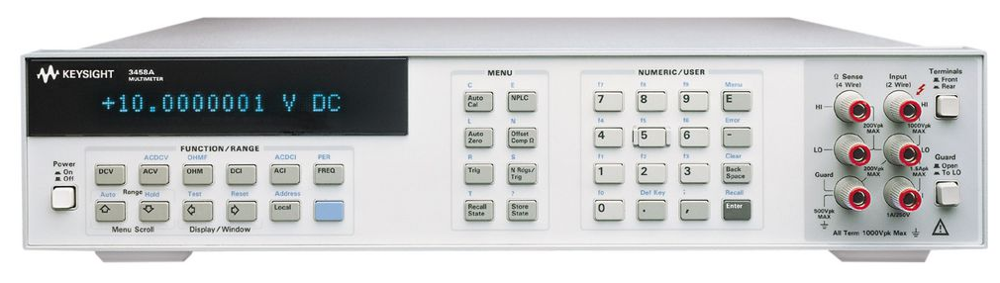 KEYSIGHT 3458A
MULTIMETER
+10.0000001 V DC
Power
On
Off
FUNCTION/RANGE
ACDCV OHMF ACDCI PER
DCV ACV OHM DCI ACI FREQ
Auto Range Hold Test Reset Address
Local
Menu Scroll Display/Window
MENU
C E
Auto Cal NPLC
L N
Auto Zero Offset Comp Ω
R S
Trig N Rdgs/ Trig
T ?
Recall State Store State
NUMERIC/USER
f7 f8 f9 Menu
7 8 9 E
f4 f5 f6 Error
4 5 6 −
f1 f2 f3 Clear
1 2 3 Back Space
f0 Def Key ; Recall
0 . , Enter
Ω Sense
(4 Wire)
Input
(2 Wire)
Terminals
Front
Rear
HI HI
200Vpk MAX
1000Vpk MAX
LO LO
200Vpk MAX
Guard I
500Vpk MAX
1A/250V
Guard
Open
To LO
All Term 1000Vpk Max